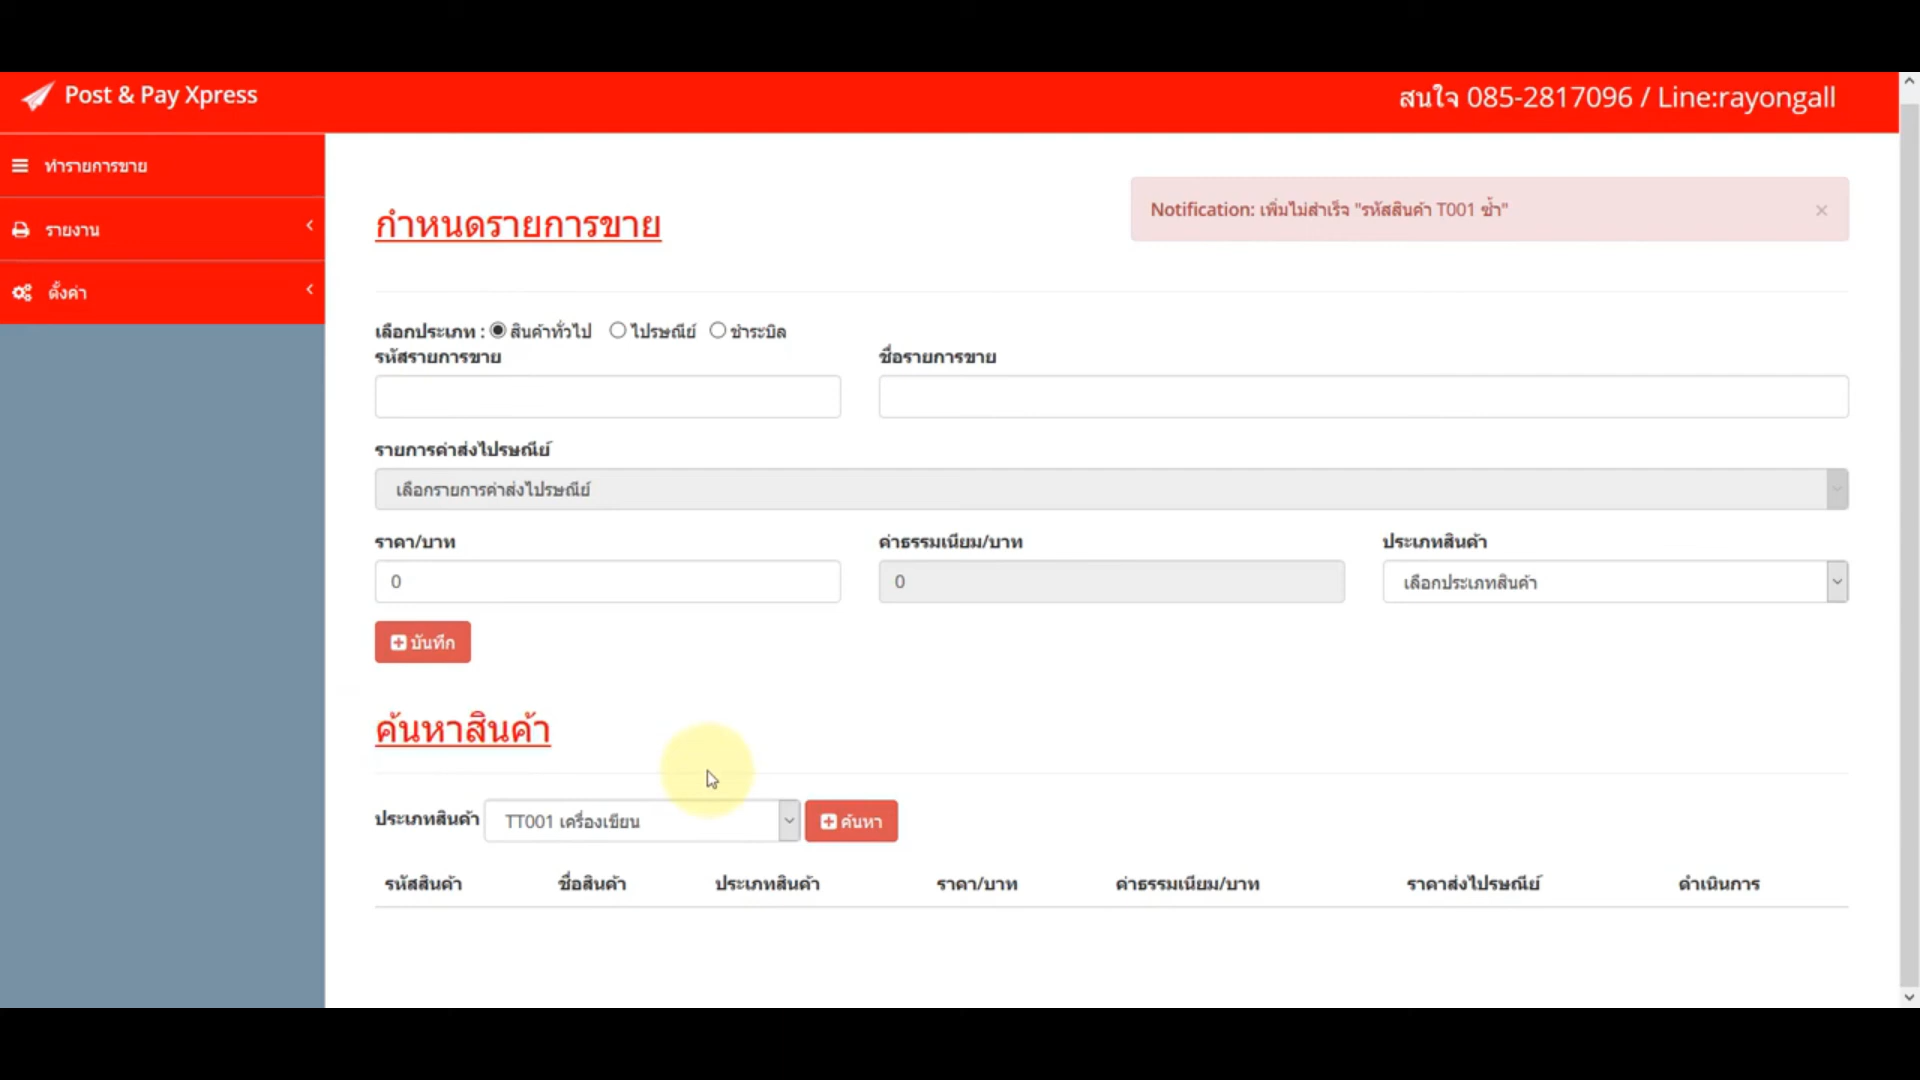 Post & Pay Xpress
สนใจ 085-2817096 / Line:rayongall
ทำรายการขาย
รายงาน
ตั้งค่า
กำหนดรายการขาย
Notification: เพิ่มไม่สำเร็จ "รหัสสินค้า T001 ซ้ำ"
×
เลือกประเภท : สินค้าทั่วไป ไปรษณีย์ ชำระบิล
รหัสรายการขาย
ชื่อรายการขาย
รายการค่าส่งไปรษณีย์
เลือกรายการค่าส่งไปรษณีย์
ราคา/บาท
ค่าธรรมเนียม/บาท
ประเภทสินค้า
0
0
เลือกประเภทสินค้า
บันทึก
ค้นหาสินค้า
ประเภทสินค้า TT001 เครื่องเขียน ค้นหา
รหัสสินค้า ชื่อสินค้า ประเภทสินค้า ราคา/บาท ค่าธรรมเนียม/บาท ราคาส่งไปรษณีย์ ดำเนินการ